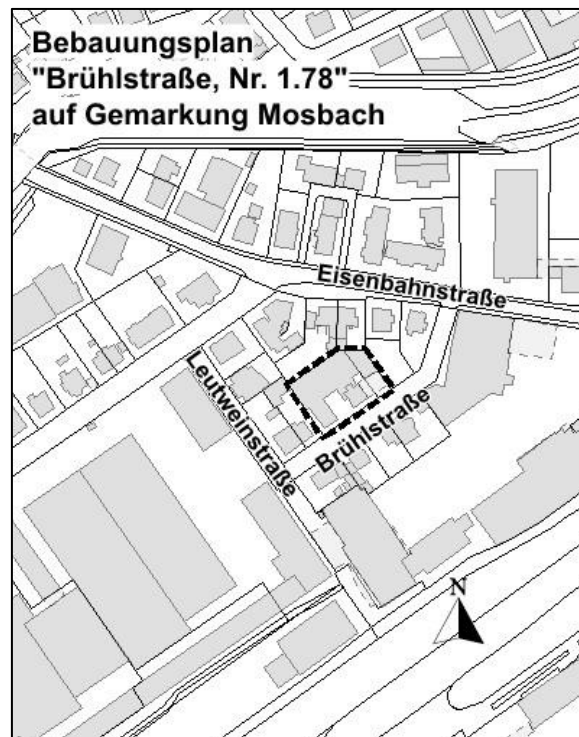 Bebauungsplan
"Brühlstraße, Nr. 1.78"
auf Gemarkung Mosbach
Eisenbahnstraße
Leutweinstraße
Brühlstraße
N